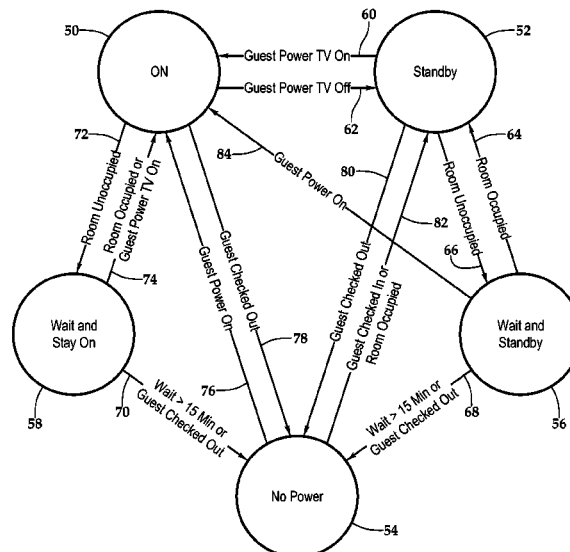 50
60
52
ON
Guest Power TV On
Standby
Guest Power TV Off
62
72
84
80
64
Room Unoccupied
Room Occupied or
Guest Power TV On
Guest Power On
82
Room Unoccupied
Room Occupied
66
74
Guest Power On
Guest Checked Out
Guest Checked Out
Guest Checked In or
Room Occupied
Wait and
Stay On
Wait and
Standby
78
76
58
70
Wait > 15 Min or
Guest Checked Out
Wait > 15 Min or
Guest Checked Out
68
56
No Power
54